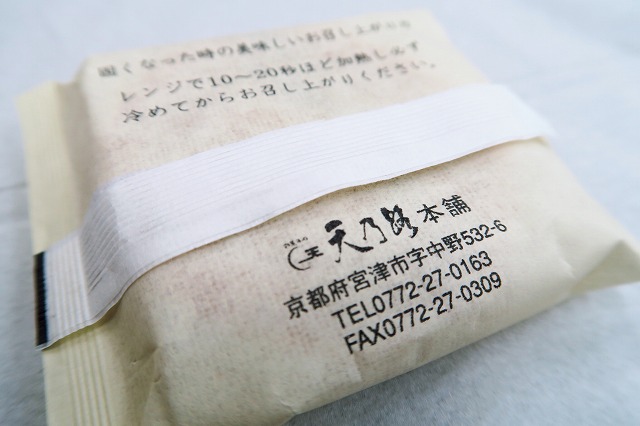 固くなった時の美味しいお召し上がり方
レンジで10〜20秒ほど加熱し必ず
冷めてからお召し上がりください。
天乃路本舗
京都府宮津市字中野532-6
TEL0772-27-0163
FAX0772-27-0309